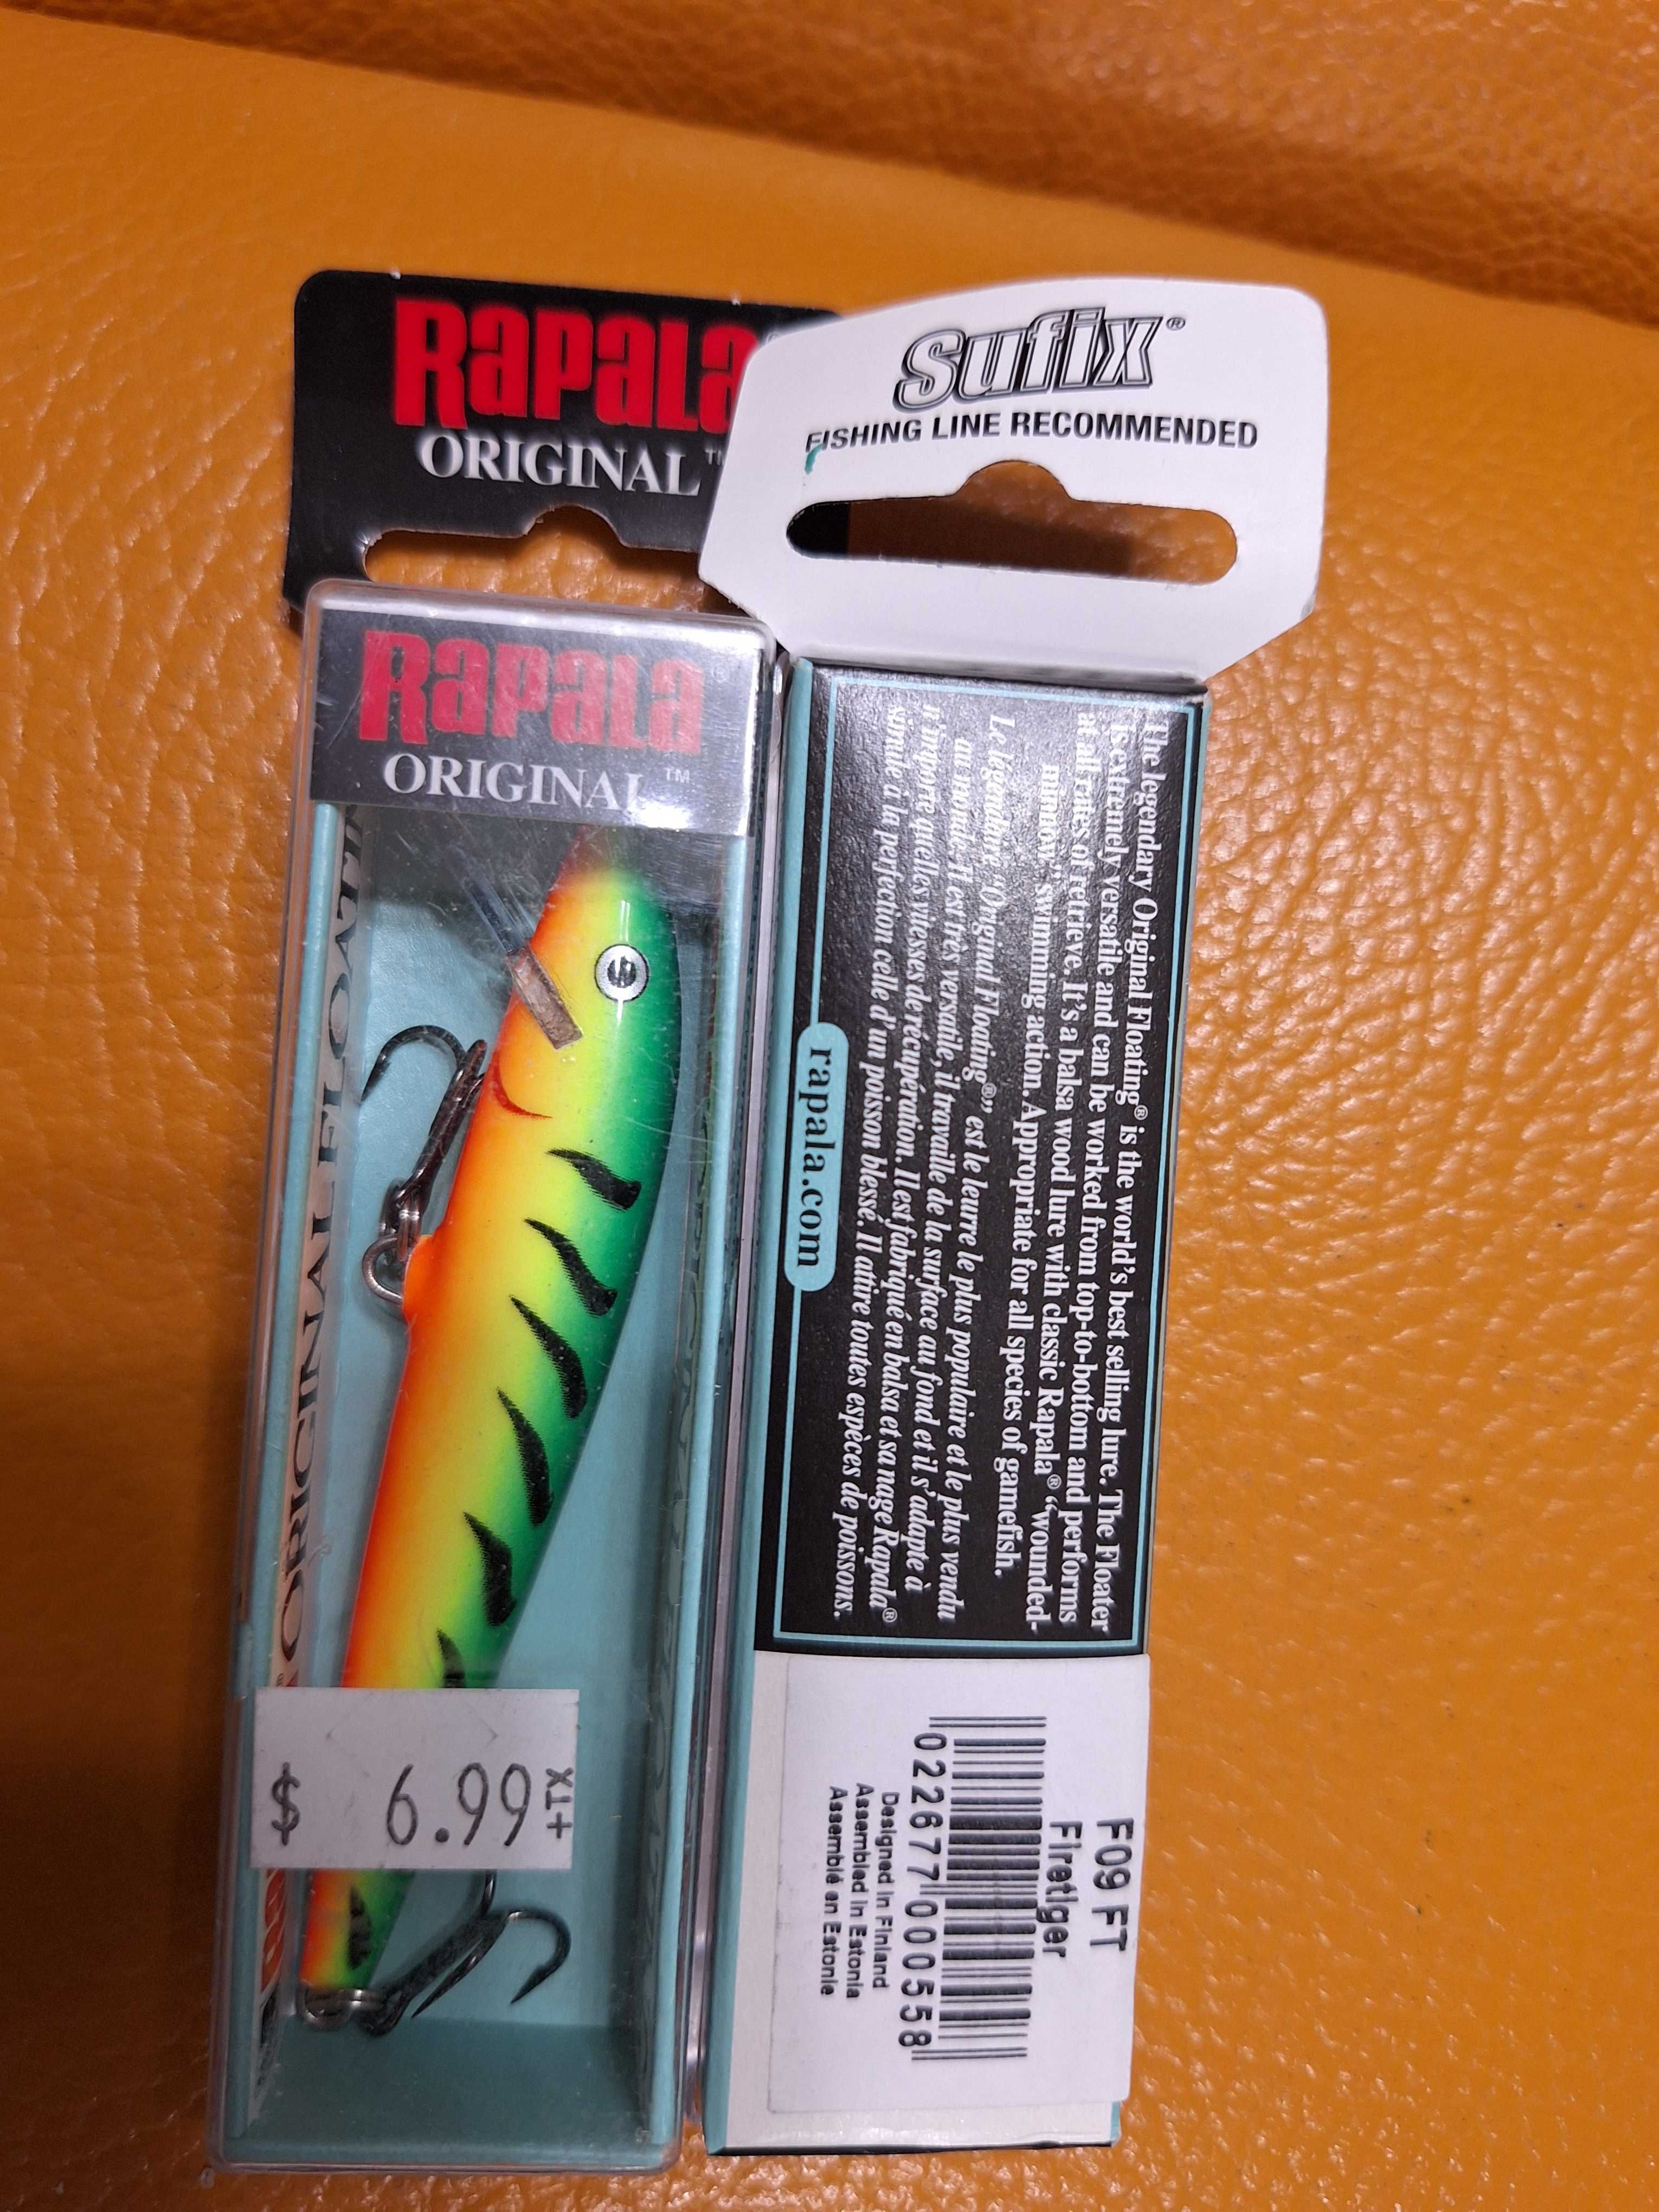 RAPALA
ORIGINAL
RAPALA
ORIGINAL™
ORIGINAL
$ 6.99 +TX
Sufix®
FISHING LINE RECOMMENDED
The legendary Original Floating® is the world's best selling lure. The Floater
is extremely versatile and can be worked from top-to-bottom and performs
at all rates of retrieve. It's a balsa wood lure with classic Rapala® “wounded-
minnow” swimming action. Appropriate for all species of gamefish.
Le légendaire “Original Floating®” est le leurre le plus populaire et le plus vendu
au monde. Il est très versatile, il travaille de la surface au fond et il s'adapte à
n'importe quelles vitesses de récupération. Il est fabriqué en balsa et sa nage Rapala®
simule à la perfection celle d'un poisson blessé. Il attire toutes espèces de poissons.
rapala.com
F09 FT
Firetiger
022677000558
Designed in Finland
Assembled in Estonia
Assemblé en Estonie